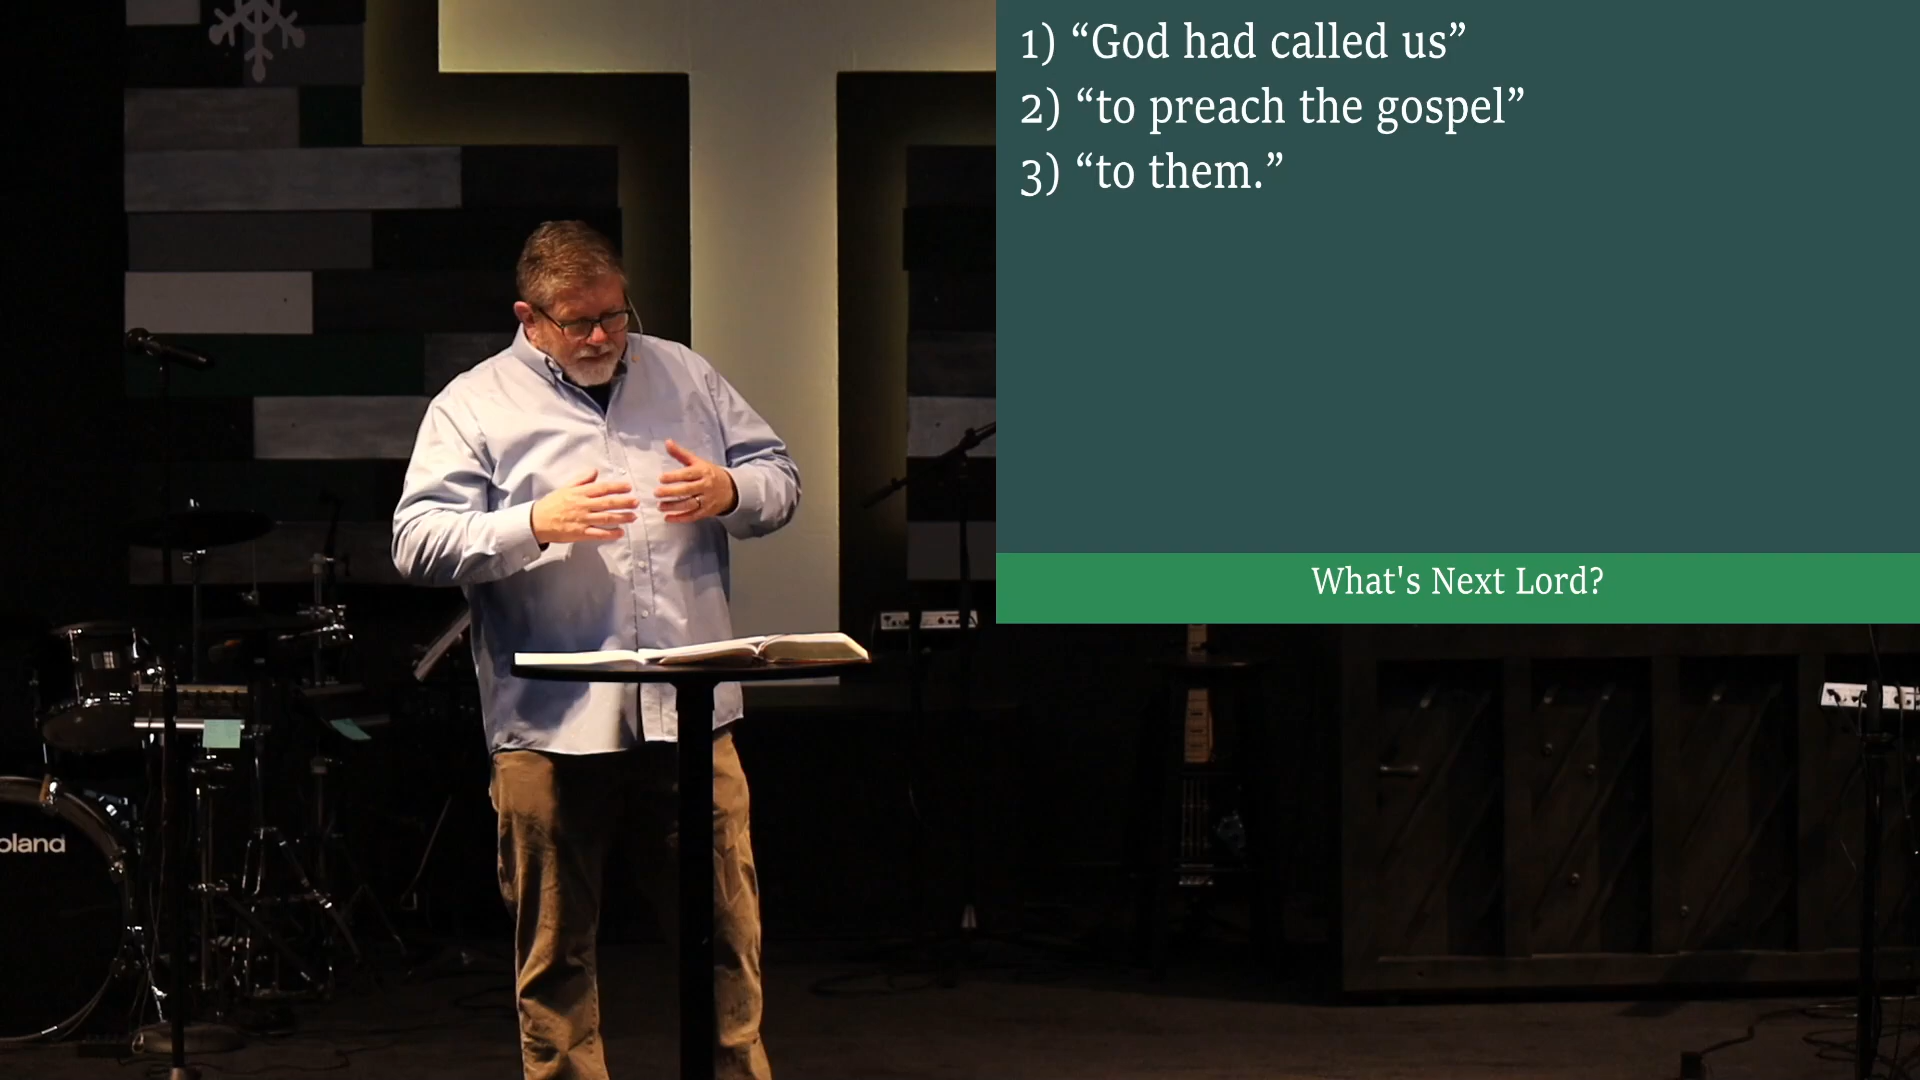 1) “God had called us”
2) “to preach the gospel”
3) “to them.”
What's Next Lord?
oland